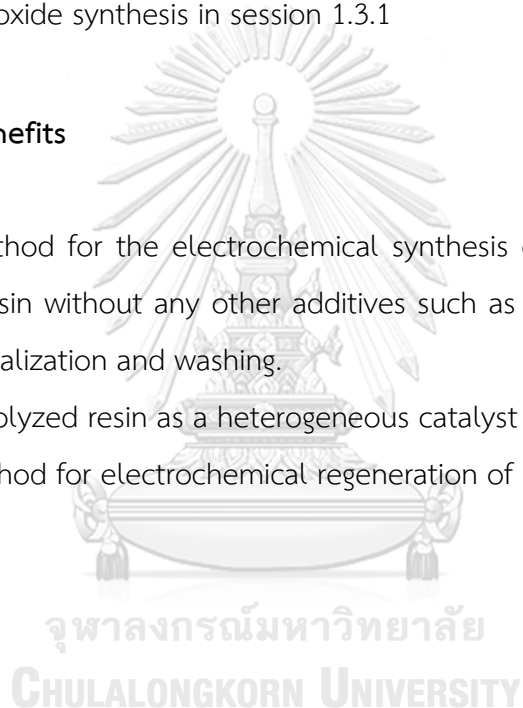 oxide synthesis in session 1.3.1
nefits
thod for the electrochemical synthesis
esin without any other additives such as
alization and washing.
olyzed resin as a heterogeneous catalyst
hod for electrochemical regeneration of
จุฬาลงกรณ์มหาวิทยาลัย
CHULALONGKORN UNIVERSITY